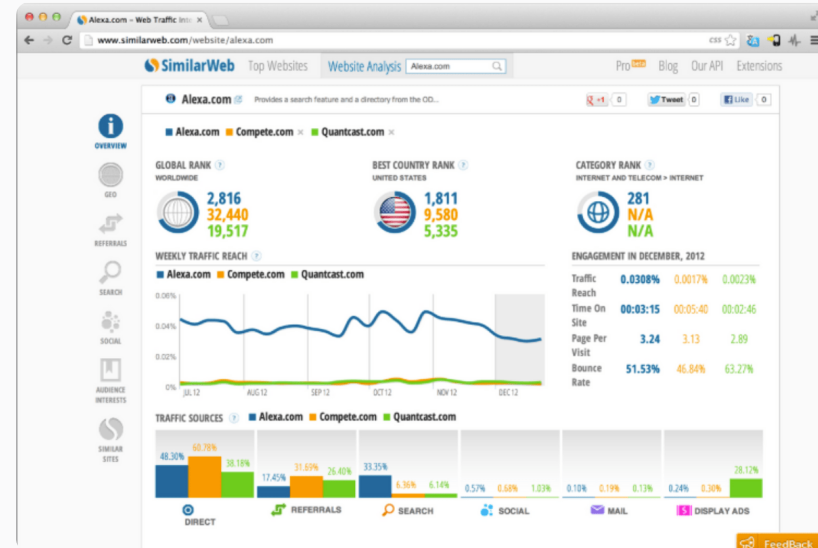 Alexa.com – Web Traffic Inf
www.similarweb.com/website/alexa.com
SimilarWeb Top Websites Website Analysis Alexa.com Pro beta Blog Our API Extensions
Alexa.com Provides a search feature and a directory from the OD... +1 0 Tweet 0 Like 0
Alexa.com × Compete.com × Quantcast.com ×
OVERVIEW
GEO
REFERRALS
SEARCH
SOCIAL
AUDIENCE
INTERESTS
SIMILAR
SITES
GLOBAL RANK ?
WORLDWIDE
2,816
32,440
19,517
BEST COUNTRY RANK ?
UNITED STATES
1,811
9,580
5,335
CATEGORY RANK ?
INTERNET AND TELECOM > INTERNET
281
N/A
N/A
WEEKLY TRAFFIC REACH ?
Alexa.com Compete.com Quantcast.com
0.06%
0.04%
0.02%
0%
JUL 12 AUG 12 SEP 12 OCT 12 NOV 12 DEC 12
ENGAGEMENT IN DECEMBER, 2012
Traffic 0.0308% 0.0017% 0.0023%
Reach
Time On 00:03:15 00:05:40 00:02:46
Site
Page Per 3.24 3.13 2.89
Visit
Bounce 51.53% 46.84% 63.27%
Rate
TRAFFIC SOURCES ? Alexa.com Compete.com Quantcast.com
48.30% 60.78% 38.18%
17.45% 31.69% 26.40%
33.35% 6.36% 6.14%
0.57% 0.68% 1.03%
0.10% 0.19% 0.13%
0.24% 0.30% 28.12%
DIRECT REFERRALS SEARCH SOCIAL MAIL DISPLAY ADS
FeedBack